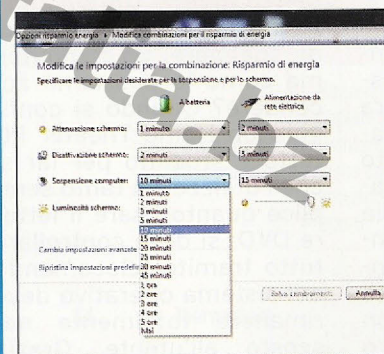 Opzioni risparmio energia ▸ Modifica combinazioni per il risparmio di energia
Modifica le impostazioni per la combinazione: Risparmio di energia
Specificare le impostazioni desiderate per la sospensione e per lo schermo.
A batteria
Alimentazione da rete elettrica
Attenuazione schermo: 1 minuto 2 minuti
Disattivazione schermo: 2 minuti 5 minuti
Sospensione computer: 10 minuti 15 minuti
1 minuto
2 minuti
3 minuti
5 minuti
10 minuti
15 minuti
20 minuti
25 minuti
30 minuti
45 minuti
1 ora
2 ore
3 ore
4 ore
5 ore
Mai
Luminosità schermo:
Cambia impostazioni avanzate
Ripristina impostazioni predefin
Salva cambiamenti Annulla
italia.bz